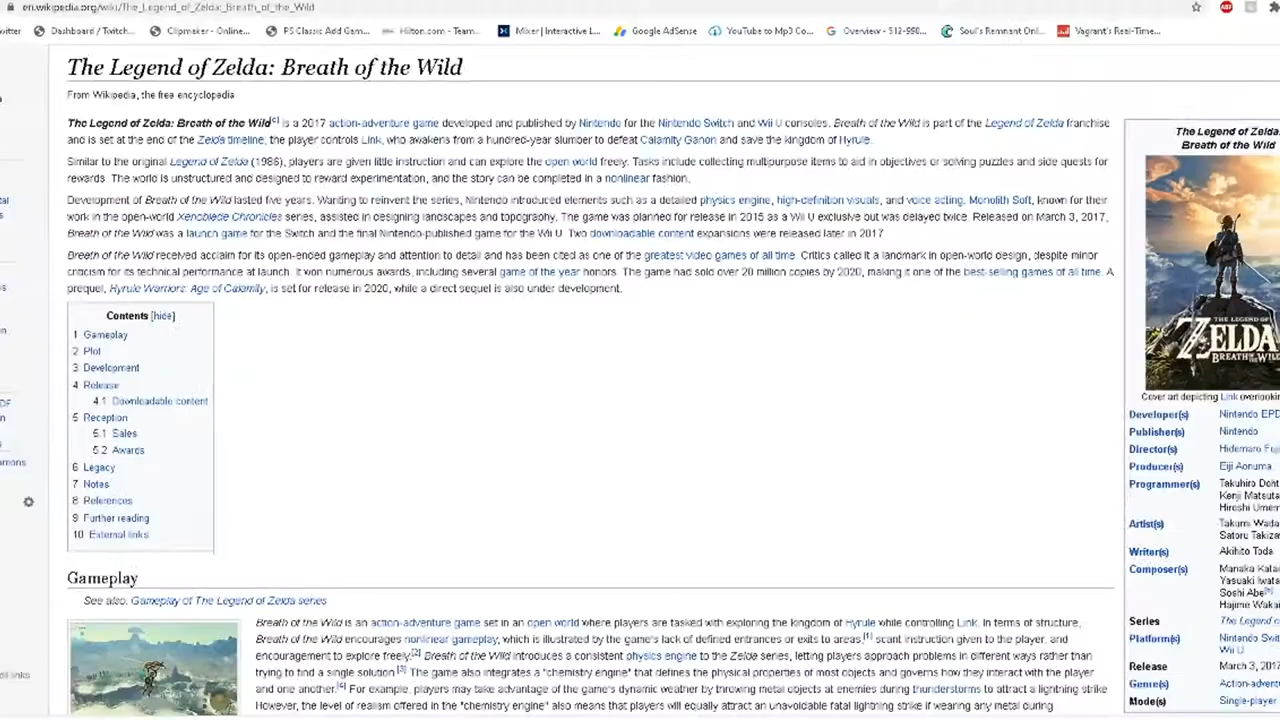 en.wikipedia.org/wiki/The_Legend_of_Zelda:_Breath_of_the_Wild
witter Dashboard / Twitch... Clipmaker - Online... PS Classic Add Gam... Hilton.com - Team... Mixer | Interactive L... Google AdSense YouTube to Mp3 Co... Overview - 512-990... Soul's Remnant Onl... Vagrant's Real-Time...
The Legend of Zelda: Breath of the Wild
From Wikipedia, the free encyclopedia
The Legend of Zelda: Breath of the Wild[c] is a 2017 action-adventure game developed and published by Nintendo for the Nintendo Switch and Wii U consoles. Breath of the Wild is part of the Legend of Zelda franchise
and is set at the end of the Zelda timeline; the player controls Link, who awakens from a hundred-year slumber to defeat Calamity Ganon and save the kingdom of Hyrule.
Similar to the original Legend of Zelda (1986), players are given little instruction and can explore the open world freely. Tasks include collecting multipurpose items to aid in objectives or solving puzzles and side quests for
rewards. The world is unstructured and designed to reward experimentation, and the story can be completed in a nonlinear fashion.
Development of Breath of the Wild lasted five years. Wanting to reinvent the series, Nintendo introduced elements such as a detailed physics engine, high-definition visuals, and voice acting. Monolith Soft, known for their
work in the open-world Xenoblade Chronicles series, assisted in designing landscapes and topography. The game was planned for release in 2015 as a Wii U exclusive but was delayed twice. Released on March 3, 2017,
Breath of the Wild was a launch game for the Switch and the final Nintendo-published game for the Wii U. Two downloadable content expansions were released later in 2017
Breath of the Wild received acclaim for its open-ended gameplay and attention to detail and has been cited as one of the greatest video games of all time. Critics called it a landmark in open-world design, despite minor
criticism for its technical performance at launch. It won numerous awards, including several game of the year honors. The game had sold over 20 million copies by 2020, making it one of the best-selling games of all time. A
prequel, Hyrule Warriors: Age of Calamity, is set for release in 2020, while a direct sequel is also under development.
Contents [hide]
1 Gameplay
2 Plot
3 Development
4 Release
4.1 Downloadable content
5 Reception
5.1 Sales
5.2 Awards
6 Legacy
7 Notes
8 References
9 Further reading
10 External links
Gameplay
See also: Gameplay of The Legend of Zelda series
Breath of the Wild is an action-adventure game set in an open world where players are tasked with exploring the kingdom of Hyrule while controlling Link. In terms of structure,
Breath of the Wild encourages nonlinear gameplay, which is illustrated by the game's lack of defined entrances or exits to areas,[1] scant instruction given to the player, and
encouragement to explore freely.[2] Breath of the Wild introduces a consistent physics engine to the Zelda series, letting players approach problems in different ways rather than
trying to find a single solution.[3] The game also integrates a "chemistry engine" that defines the physical properties of most objects and governs how they interact with the player
and one another.[4] For example, players may take advantage of the game's dynamic weather by throwing metal objects at enemies during thunderstorms to attract a lightning strike
However, the level of realism offered in the "chemistry engine" also means that players will equally attract an unavoidable fatal lightning strike if wearing any metal during
The Legend of Zelda:
Breath of the Wild
THE LEGEND OF
ZELDA
BREATH OF THE WILD
Cover art depicting Link overlookin
Developer(s) Nintendo EPD
Publisher(s) Nintendo
Director(s) Hidemaro Fuj
Producer(s) Eiji Aonuma
Programmer(s) Takuhiro Doht
Kenji Matsuta
Hiroshi Umem
Artist(s) Takumi Wada
Satoru Takiza
Writer(s) Akihito Toda
Composer(s) Manaka Kata
Yasuaki Iwata
Soshi Abe
Hajime Wakai
Series The Legend o
Platform(s) Nintendo Swit
Wii U
Release March 3, 2017
Genre(s) Action-advent
Mode(s) Single-player